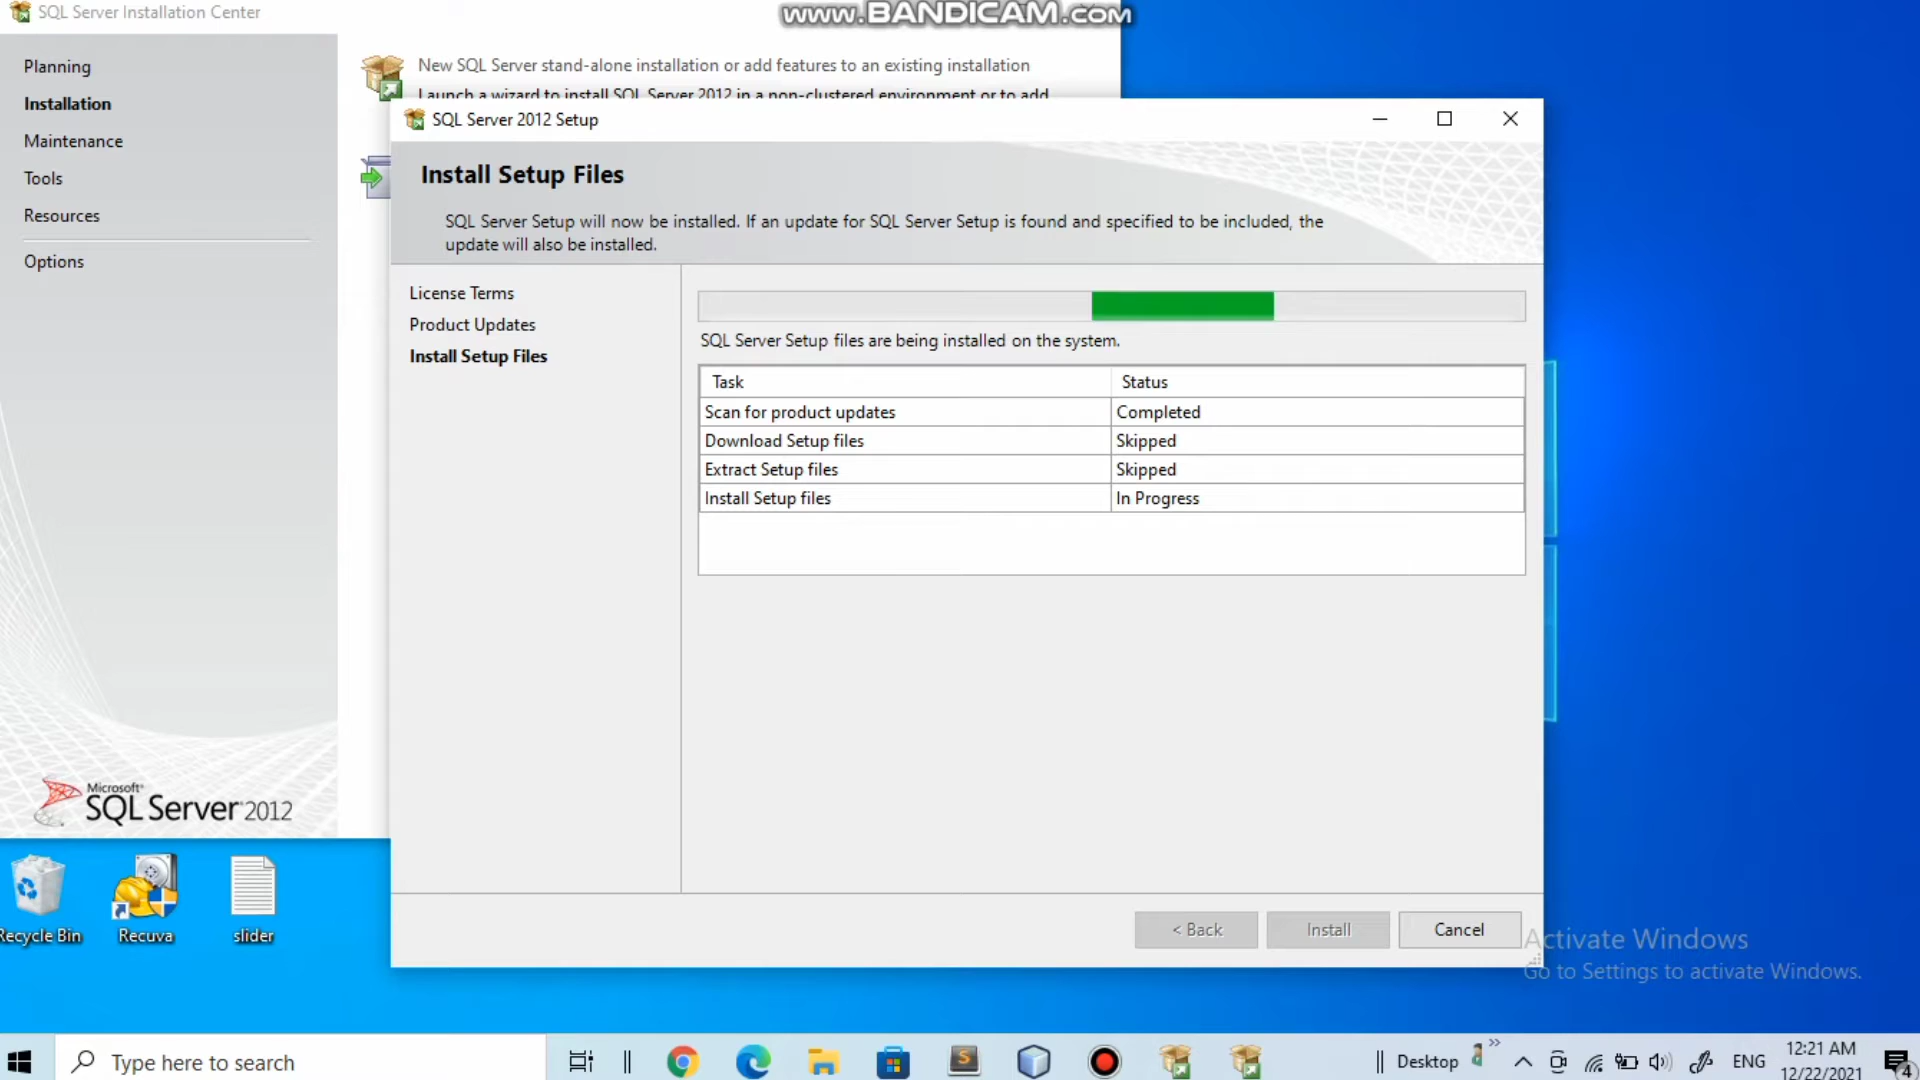 SQL Server Installation Center
www.BANDICAM.com
Planning
Installation
Maintenance
Tools
Resources
Options
New SQL Server stand-alone installation or add features to an existing installation
Launch a wizard to install SQL Server 2012 in a non-clustered environment or to add
SQL Server 2012 Setup
Install Setup Files
SQL Server Setup will now be installed. If an update for SQL Server Setup is found and specified to be included, the
update will also be installed.
License Terms
Product Updates
Install Setup Files
SQL Server Setup files are being installed on the system.
Task Status
Scan for product updates Completed
Download Setup files Skipped
Extract Setup files Skipped
Install Setup files In Progress
Microsoft®
SQL Server 2012
< Back Install Cancel
Recycle Bin Recuva slider
Activate Windows
Go to Settings to activate Windows.
Type here to search
Desktop
ENG
12:21 AM
12/22/2021
4